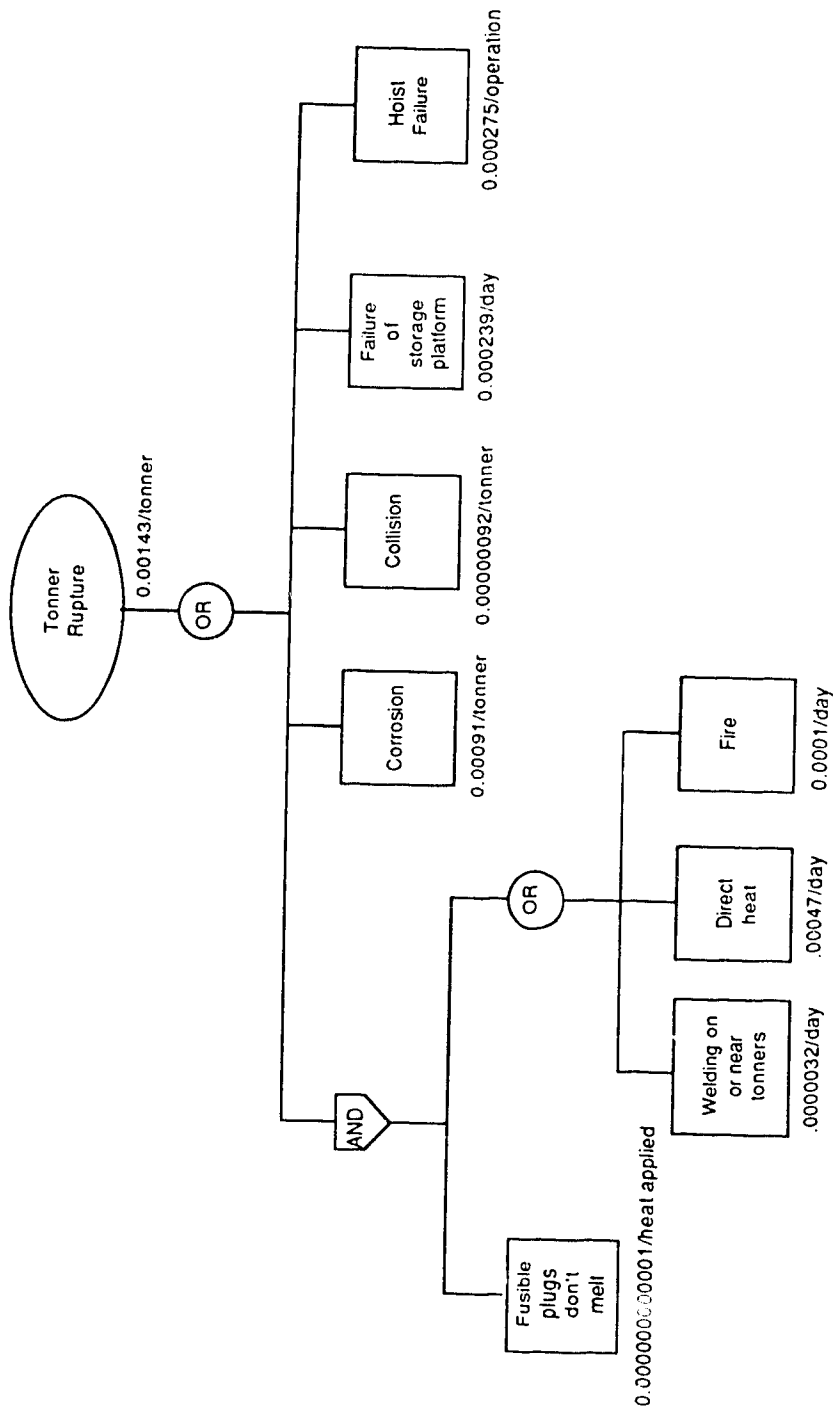 Tonner
Rupture
0.00143/tonner
OR
Hoist
Failure
0.000275/operation
Failure
of
storage
platform
0.000239/day
Collision
0.00000092/tonner
Corrosion
0.00091/tonner
AND
Fusible
plugs
don't
melt
/heat applied
OR
Welding on
or near
tonners
.0000032/day
Direct
heat
.00047/day
Fire
0.0001/day